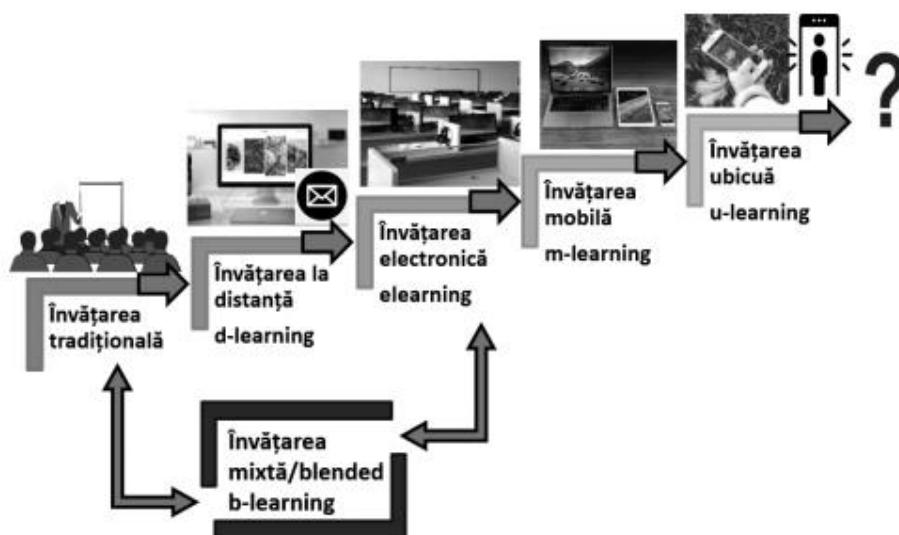 Învățarea
tradițională
Învățarea la
distanță
d-learning
Învățarea
electronică
elearning
Învățarea
mobilă
m-learning
Învățarea
ubicuă
u-learning
?
Învățarea
mixtă/blended
b-learning